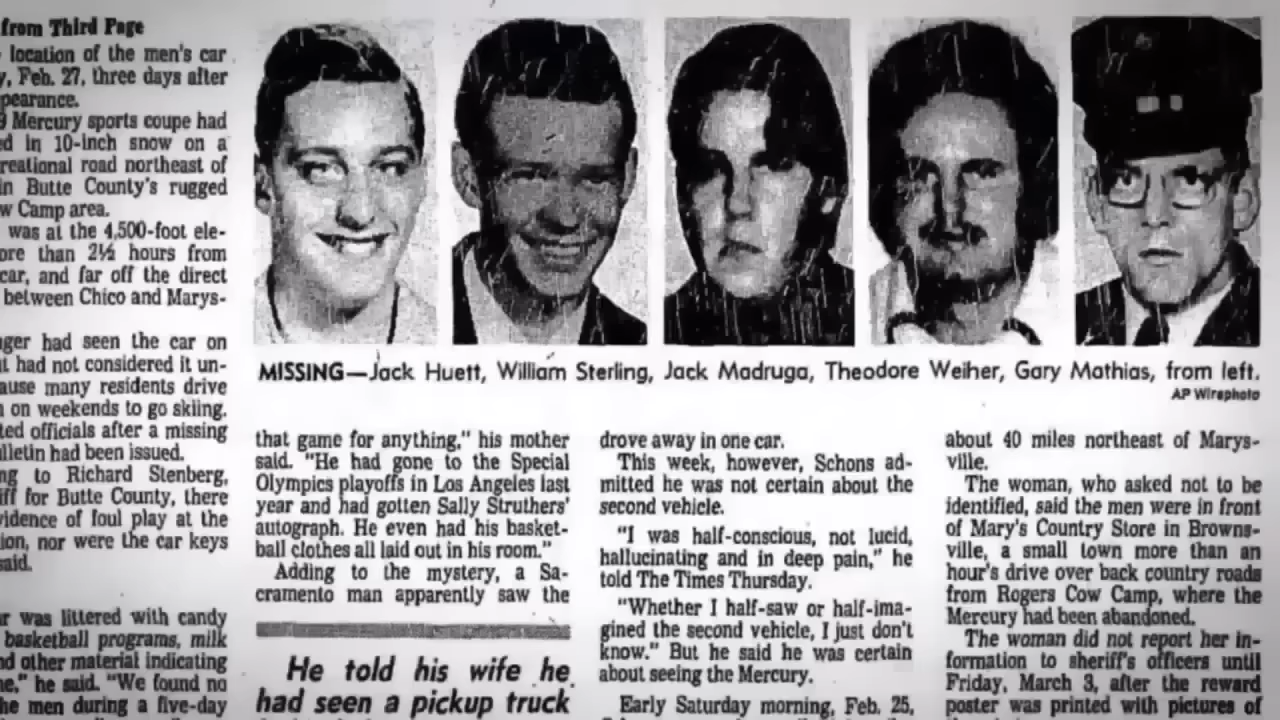 from Third Page
location of the men's car
Feb. 27, three days after
pearance.
Mercury sports coupe had
ed in 10-inch snow on a
reational road northeast of
in Butte County's rugged
w Camp area.
was at the 4,500-foot ele-
ore than 2½ hours from
car, and far off the direct
between Chico and Marys-
ger had seen the car on
t had not considered it un-
ause many residents drive
on weekends to go skiing.
ted officials after a missing
lletin had been issued.
ng to Richard Stenberg,
iff for Butte County, there
vidence of foul play at the
ion, nor were the car keys
said.
r was littered with candy
basketball programs, milk
nd other material indicating
e," he said. "We found no
he men during a five-day
MISSING—Jack Huett, William Sterling, Jack Madruga, Theodore Weiher, Gary Mathias, from left.
AP Wirephoto
that game for anything," his mother
said. "He had gone to the Special
Olympics playoffs in Los Angeles last
year and had gotten Sally Struthers'
autograph. He even had his basket-
ball clothes all laid out in his room."
Adding to the mystery, a Sa-
cramento man apparently saw the
He told his wife he
had seen a pickup truck
drove away in one car.
This week, however, Schons ad-
mitted he was not certain about the
second vehicle.
"I was half-conscious, not lucid,
hallucinating and in deep pain," he
told The Times Thursday.
"Whether I half-saw or half-ima-
gined the second vehicle, I just don't
know." But he said he was certain
about seeing the Mercury.
Early Saturday morning, Feb. 25,
about 40 miles northeast of Marys-
ville.
The woman, who asked not to be
identified, said the men were in front
of Mary's Country Store in Browns-
ville, a small town more than an
hour's drive over back country roads
from Rogers Cow Camp, where the
Mercury had been abandoned.
The woman did not report her in-
formation to sheriff's officers until
Friday, March 3, after the reward
poster was printed with pictures of